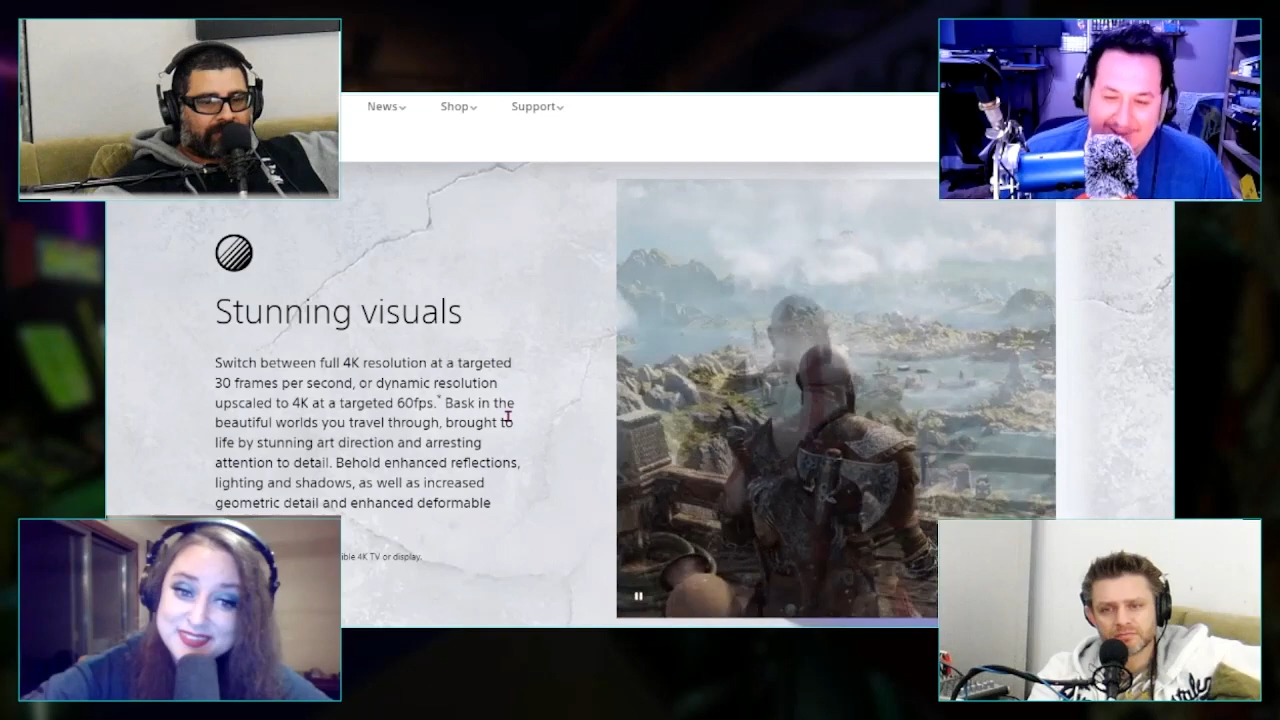 News
Shop
Support
Stunning visuals
Switch between full 4K resolution at a targeted
30 frames per second, or dynamic resolution
upscaled to 4K at a targeted 60fps.* Bask in the
beautiful worlds you travel through, brought to
life by stunning art direction and arresting
attention to detail. Behold enhanced reflections,
lighting and shadows, as well as increased
geometric detail and enhanced deformable
ible 4K TV or display.